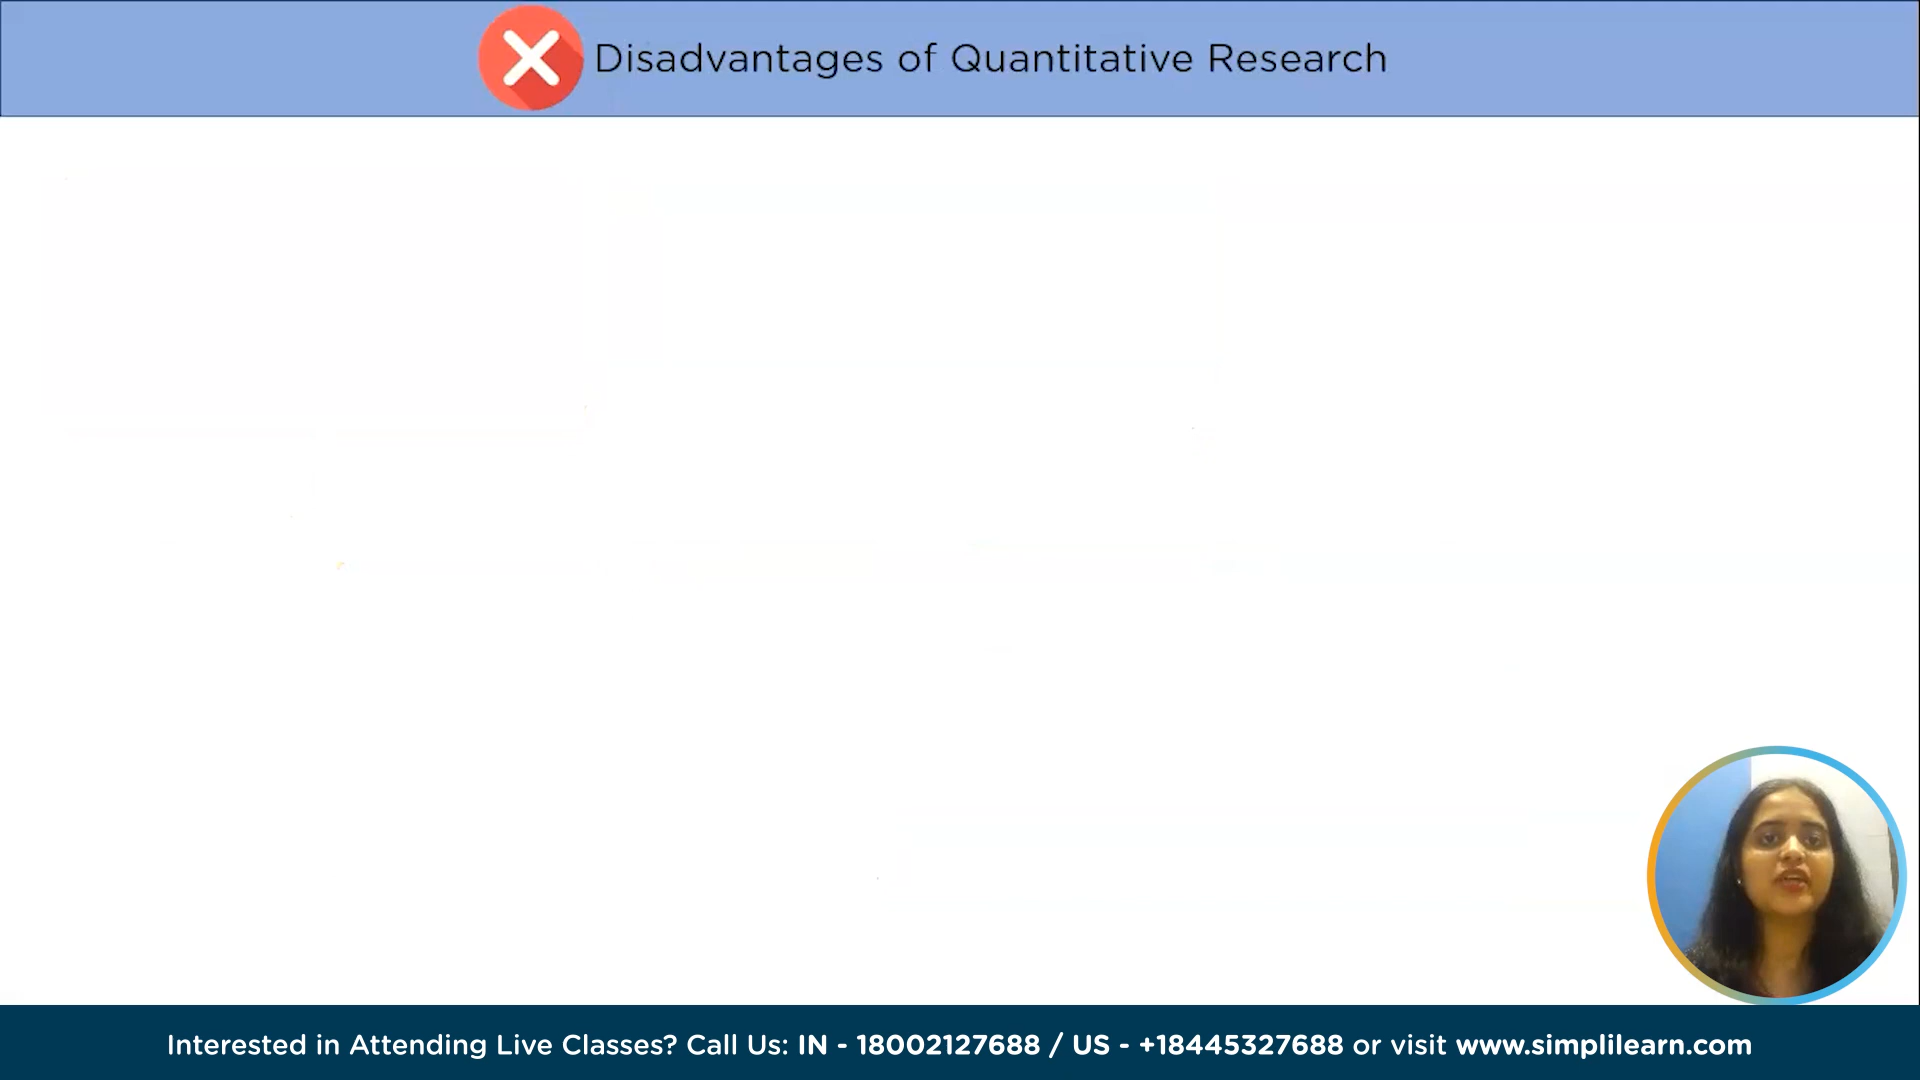 Disadvantages of Quantitative Research
Interested in Attending Live Classes? Call Us: IN - 18002127688 / US - +18445327688 or visit www.simplilearn.com